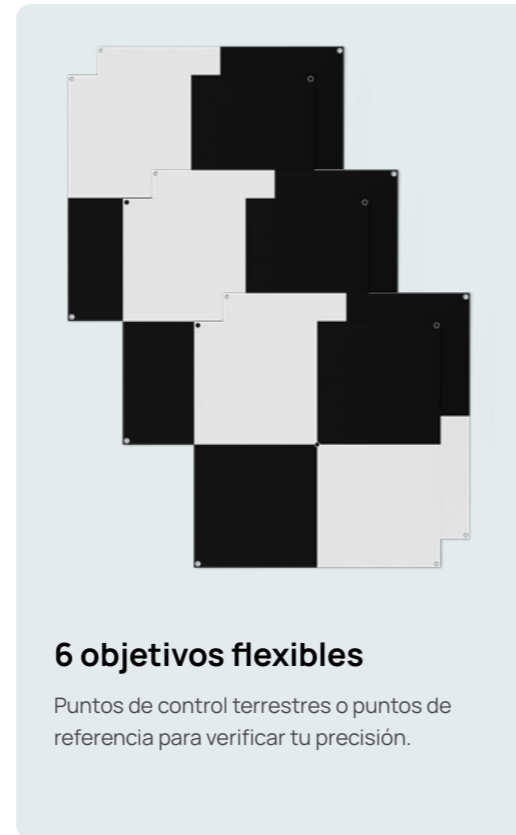 6 objetivos flexibles
Puntos de control terrestres o puntos de
referencia para verificar tu precisión.